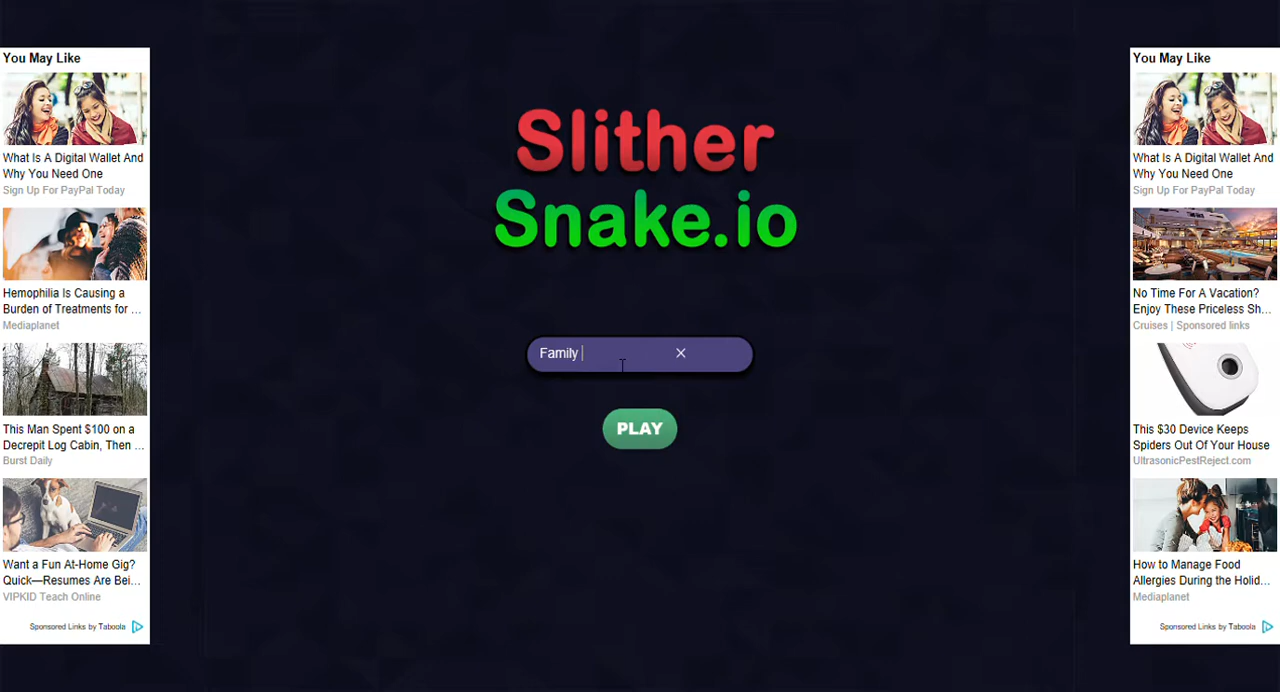 You May Like
What Is A Digital Wallet And
Why You Need One
Sign Up For PayPal Today
Hemophilia Is Causing a
Burden of Treatments for ...
Mediaplanet
This Man Spent $100 on a
Decrepit Log Cabin, Then ...
Burst Daily
Want a Fun At-Home Gig?
Quick—Resumes Are Bei...
VIPKID Teach Online
Sponsored Links by Taboola
Slither
Snake.io
Family
PLAY
You May Like
What Is A Digital Wallet And
Why You Need One
Sign Up For PayPal Today
No Time For A Vacation?
Enjoy These Priceless Sh...
Cruises | Sponsored links
This $30 Device Keeps
Spiders Out Of Your House
UltrasonicPestReject.com
How to Manage Food
Allergies During the Holid...
Mediaplanet
Sponsored Links by Taboola